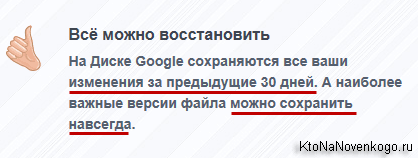 Всё можно восстановить
На Диске Google сохраняются все ваши
изменения за предыдущие 30 дней. А наиболее
важные версии файла можно сохранить
навсегда.
KtoNaNovenkogo.ru